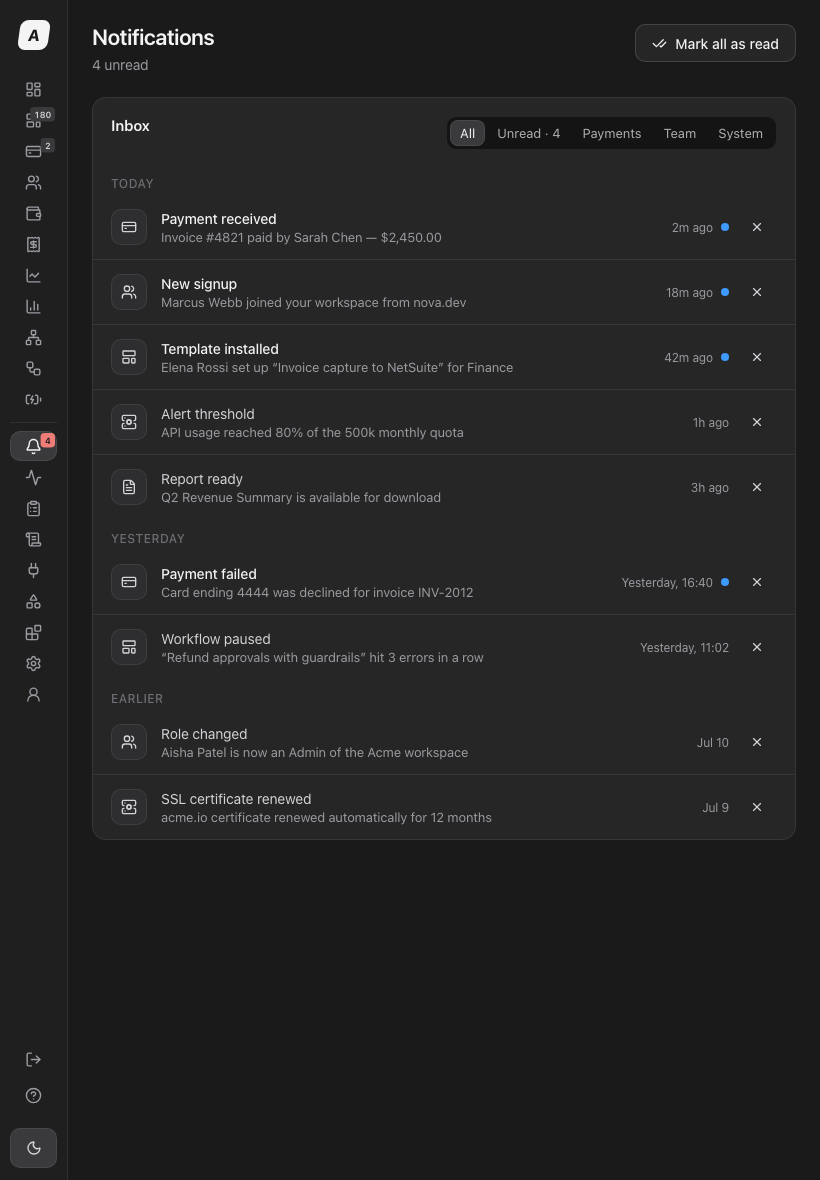 A
180
2
4
Notifications
4 unread
Mark all as read
Inbox
All
Unread · 4
Payments
Team
System
TODAY
Payment received
Invoice #4821 paid by Sarah Chen — $2,450.00
2m ago
New signup
Marcus Webb joined your workspace from nova.dev
18m ago
Template installed
Elena Rossi set up “Invoice capture to NetSuite” for Finance
42m ago
Alert threshold
API usage reached 80% of the 500k monthly quota
1h ago
Report ready
Q2 Revenue Summary is available for download
3h ago
YESTERDAY
Payment failed
Card ending 4444 was declined for invoice INV-2012
Yesterday, 16:40
Workflow paused
“Refund approvals with guardrails” hit 3 errors in a row
Yesterday, 11:02
EARLIER
Role changed
Aisha Patel is now an Admin of the Acme workspace
Jul 10
SSL certificate renewed
acme.io certificate renewed automatically for 12 months
Jul 9